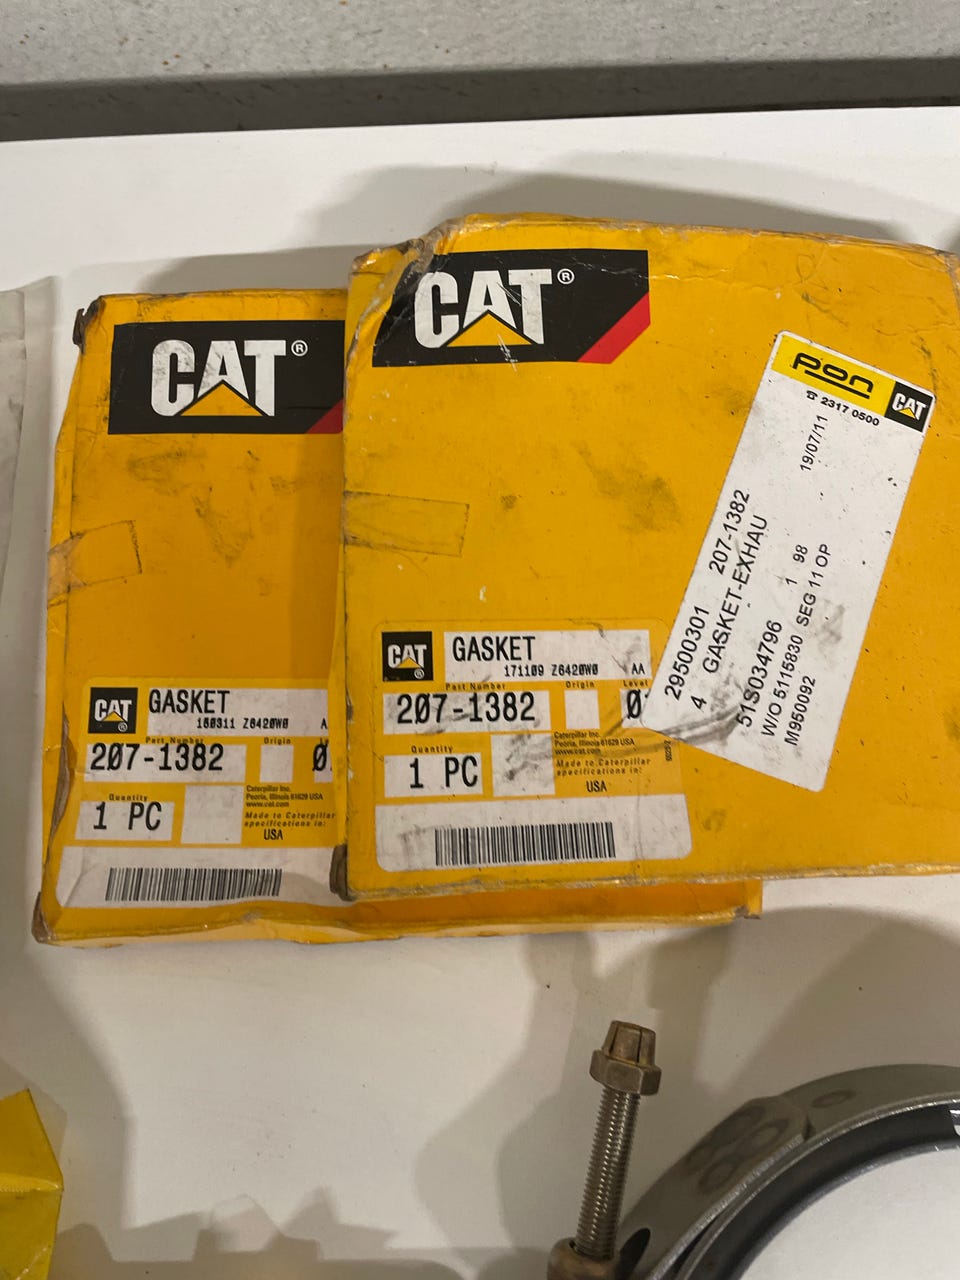 CAT®
GASKET
160311 Z6420W0 A
Part Number Origin
207-1382 0
Quantity
1 PC
Caterpillar Inc.
Peoria, Illinois 61629 USA
www.cat.com
Made to Caterpillar
specifications in:
USA
CAT®
CAT®
GASKET
171109 Z6420W0 AA
Part Number Origin Level
207-1382 0
Quantity
1 PC
Caterpillar Inc.
Peoria, Illinois 61629 USA
www.cat.com
Made to Caterpillar
specifications in:
USA
CAT®
pon CAT
☎ 2317 0500
19/07/11
29500301 207-1382
4 GASKET-EXHAU
51S034796 1 98
W/O 5115830 SEG 11 OP
M950092